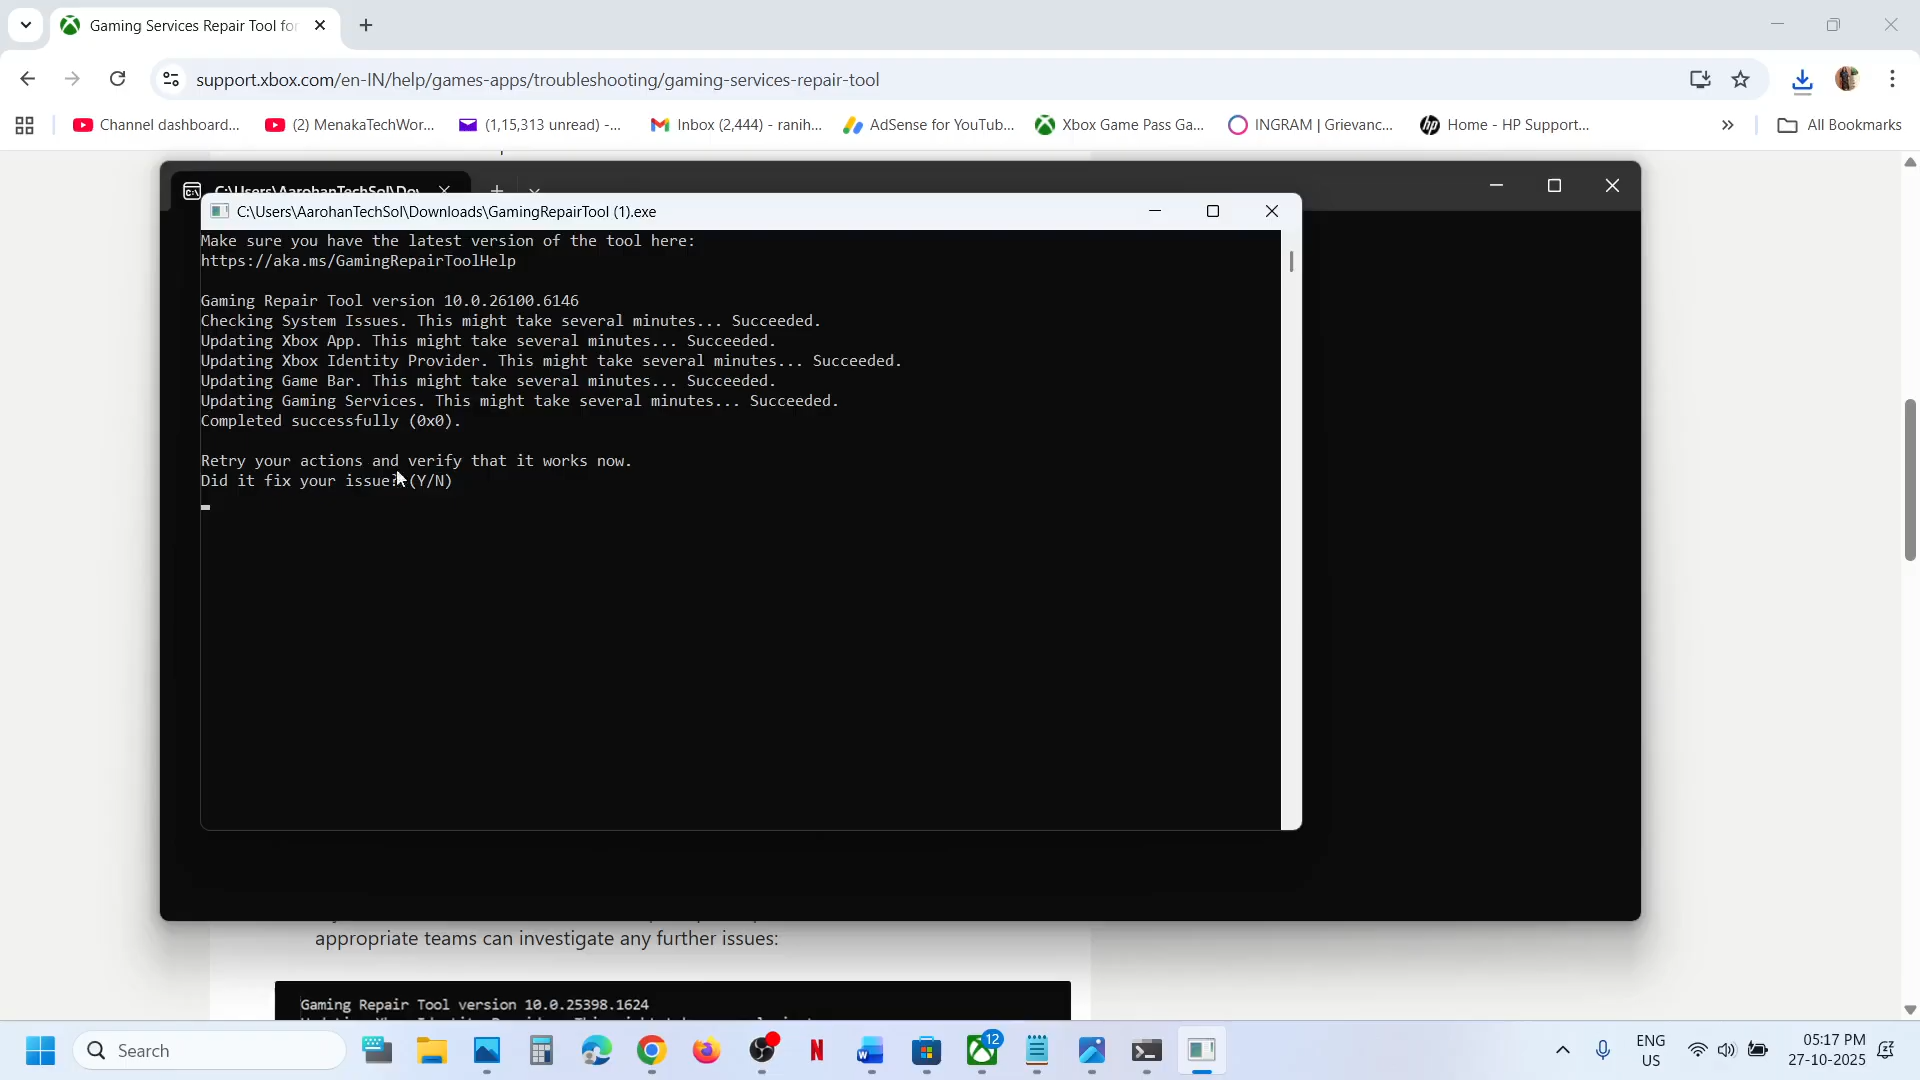 Gaming Services Repair Tool for
support.xbox.com/en-IN/help/games-apps/troubleshooting/gaming-services-repair-tool
Channel dashboard...
(2) MenakaTechWor...
(1,15,313 unread) -...
Inbox (2,444) - ranih...
AdSense for YouTub...
Xbox Game Pass Ga...
INGRAM | Grievanc...
Home - HP Support...
All Bookmarks
C:\Users\AarohanTechSol\Dov
C:\Users\AarohanTechSol\Downloads\GamingRepairTool (1).exe
Make sure you have the latest version of the tool here:
https://aka.ms/GamingRepairToolHelp
Gaming Repair Tool version 10.0.26100.6146
Checking System Issues. This might take several minutes... Succeeded.
Updating Xbox App. This might take several minutes... Succeeded.
Updating Xbox Identity Provider. This might take several minutes... Succeeded.
Updating Game Bar. This might take several minutes... Succeeded.
Updating Gaming Services. This might take several minutes... Succeeded.
Completed successfully (0x0).
Retry your actions and verify that it works now.
Did it fix your issue? (Y/N)
appropriate teams can investigate any further issues:
Gaming Repair Tool version 10.0.25398.1624
Search
12
ENG
US
05:17 PM
27-10-2025